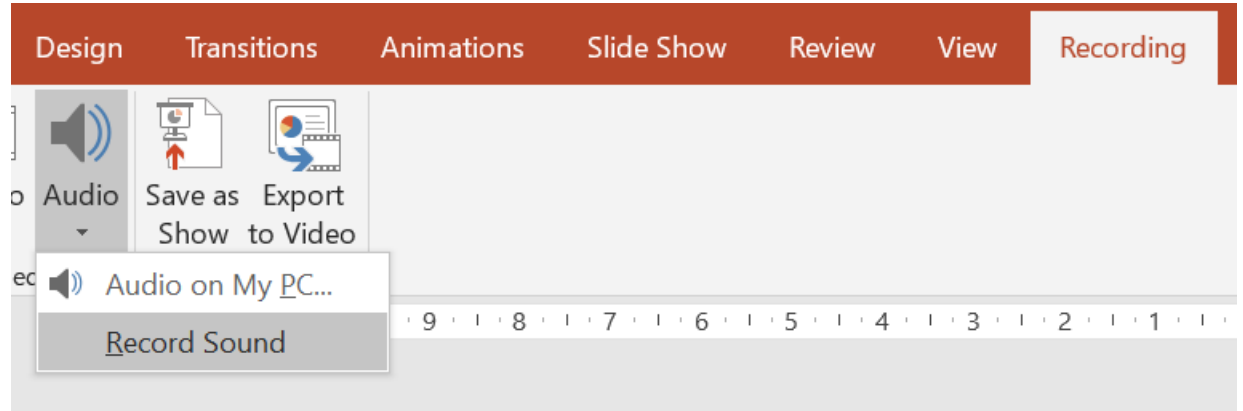 Design Transitions Animations Slide Show Review View Recording
Audio Save as Export
Show to Video
Audio on My PC...
Record Sound
9 8 7 6 5 4 3 2 1